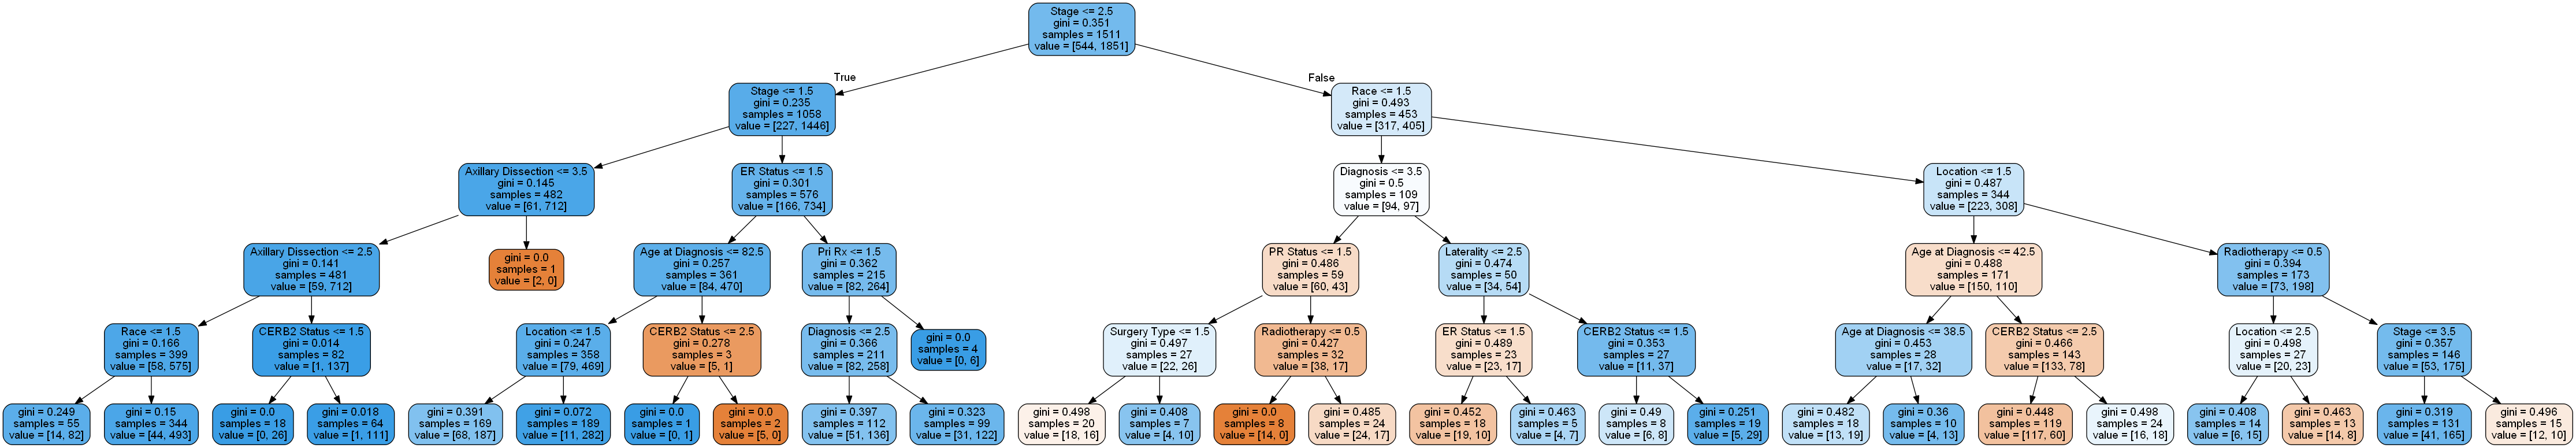 Stage <= 2.5
gini = 0.351
samples = 1511
value = [544, 1851]
True
False
Stage <= 1.5
gini = 0.235
samples = 1058
value = [227, 1446]
Race <= 1.5
gini = 0.493
samples = 453
value = [317, 405]
Axillary Dissection <= 3.5
gini = 0.145
samples = 482
value = [61, 712]
ER Status <= 1.5
gini = 0.301
samples = 576
value = [166, 734]
Diagnosis <= 3.5
gini = 0.5
samples = 109
value = [94, 97]
Location <= 1.5
gini = 0.487
samples = 344
value = [223, 308]
Axillary Dissection <= 2.5
gini = 0.141
samples = 481
value = [59, 712]
gini = 0.0
samples = 1
value = [2, 0]
Age at Diagnosis <= 82.5
gini = 0.257
samples = 361
value = [84, 470]
Pri Rx <= 1.5
gini = 0.362
samples = 215
value = [82, 264]
PR Status <= 1.5
gini = 0.486
samples = 59
value = [60, 43]
Laterality <= 2.5
gini = 0.474
samples = 50
value = [34, 54]
Age at Diagnosis <= 42.5
gini = 0.488
samples = 171
value = [150, 110]
Radiotherapy <= 0.5
gini = 0.394
samples = 173
value = [73, 198]
Race <= 1.5
gini = 0.166
samples = 399
value = [58, 575]
CERB2 Status <= 1.5
gini = 0.014
samples = 82
value = [1, 137]
Location <= 1.5
gini = 0.247
samples = 358
value = [79, 469]
CERB2 Status <= 2.5
gini = 0.278
samples = 3
value = [5, 1]
Diagnosis <= 2.5
gini = 0.366
samples = 211
value = [82, 258]
gini = 0.0
samples = 4
value = [0, 6]
Surgery Type <= 1.5
gini = 0.497
samples = 27
value = [22, 26]
Radiotherapy <= 0.5
gini = 0.427
samples = 32
value = [38, 17]
ER Status <= 1.5
gini = 0.489
samples = 23
value = [23, 17]
CERB2 Status <= 1.5
gini = 0.353
samples = 27
value = [11, 37]
Age at Diagnosis <= 38.5
gini = 0.453
samples = 28
value = [17, 32]
CERB2 Status <= 2.5
gini = 0.466
samples = 143
value = [133, 78]
Location <= 2.5
gini = 0.498
samples = 27
value = [20, 23]
Stage <= 3.5
gini = 0.357
samples = 146
value = [53, 175]
gini = 0.249
samples = 55
value = [14, 82]
gini = 0.15
samples = 344
value = [44, 493]
gini = 0.0
samples = 18
value = [0, 26]
gini = 0.018
samples = 64
value = [1, 111]
gini = 0.391
samples = 169
value = [68, 187]
gini = 0.072
samples = 189
value = [11, 282]
gini = 0.0
samples = 1
value = [0, 1]
gini = 0.0
samples = 2
value = [5, 0]
gini = 0.397
samples = 112
value = [51, 136]
gini = 0.323
samples = 99
value = [31, 122]
gini = 0.498
samples = 20
value = [18, 16]
gini = 0.408
samples = 7
value = [4, 10]
gini = 0.0
samples = 8
value = [14, 0]
gini = 0.485
samples = 24
value = [24, 17]
gini = 0.452
samples = 18
value = [19, 10]
gini = 0.463
samples = 5
value = [4, 7]
gini = 0.49
samples = 8
value = [6, 8]
gini = 0.251
samples = 19
value = [5, 29]
gini = 0.482
samples = 18
value = [13, 19]
gini = 0.36
samples = 10
value = [4, 13]
gini = 0.448
samples = 119
value = [117, 60]
gini = 0.498
samples = 24
value = [16, 18]
gini = 0.408
samples = 14
value = [6, 15]
gini = 0.463
samples = 13
value = [14, 8]
gini = 0.319
samples = 131
value = [41, 165]
gini = 0.496
samples = 15
value = [12, 10]